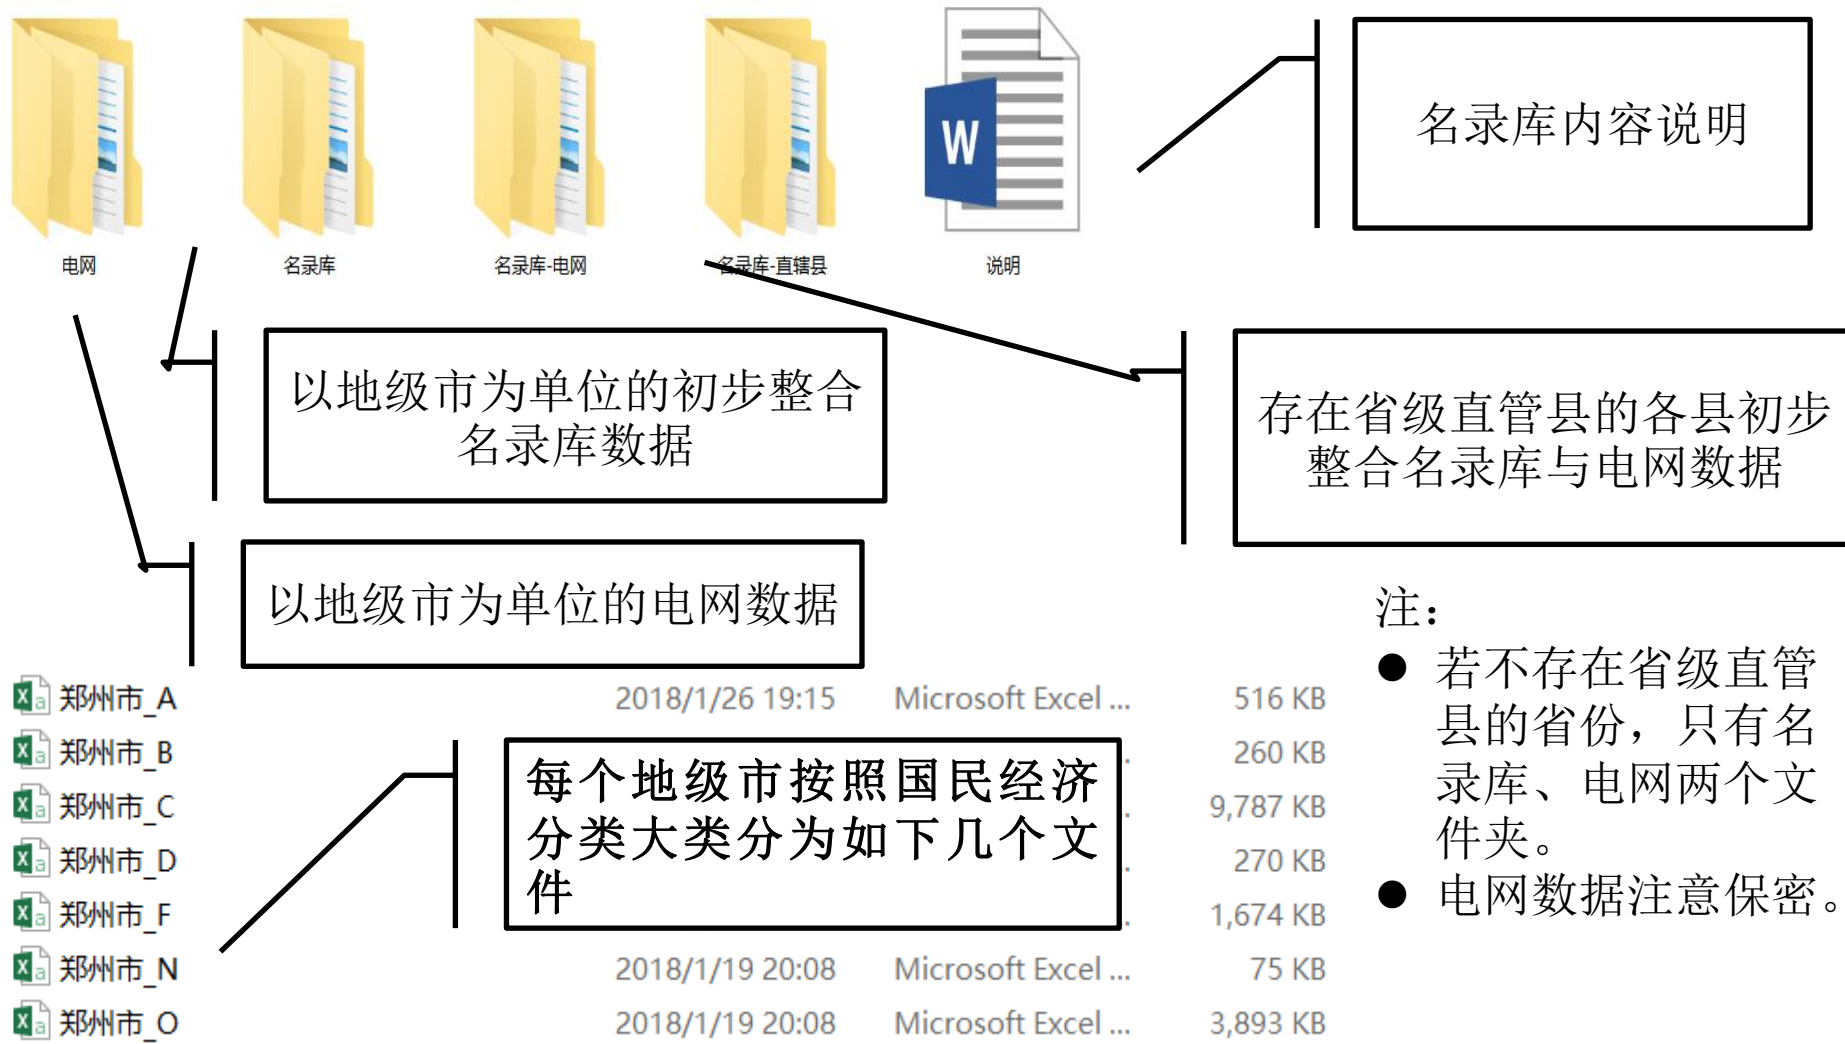 W
名录库内容说明
电网
名录库
名录库-电网
名录库-直辖县
说明
以地级市为单位的初步整合
名录库数据
存在省级直管县的各县初步
整合名录库与电网数据
以地级市为单位的电网数据
注：
● 若不存在省级直管
县的省份，只有名
录库、电网两个文
件夹。
● 电网数据注意保密。
郑州市_A 2018/1/26 19:15 Microsoft Excel ... 516 KB
郑州市_B 260 KB
郑州市_C 9,787 KB
郑州市_D 270 KB
郑州市_F 1,674 KB
郑州市_N 2018/1/19 20:08 Microsoft Excel ... 75 KB
郑州市_O 2018/1/19 20:08 Microsoft Excel ... 3,893 KB
每个地级市按照国民经济
分类大类分为如下几个文
件